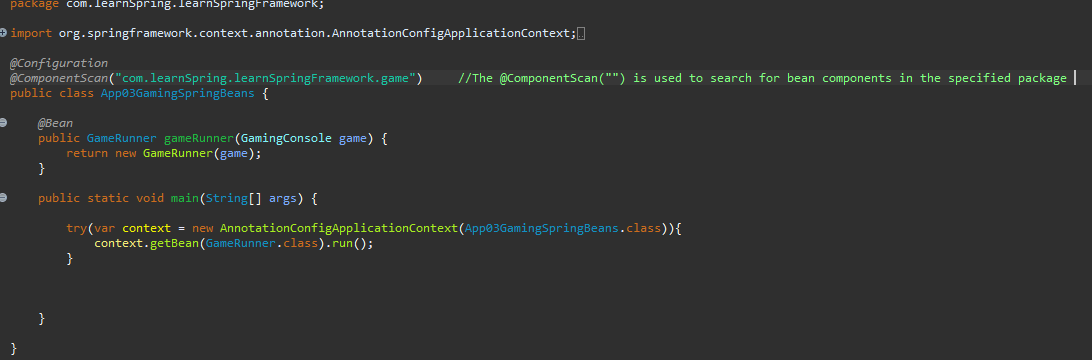 package com.learnSpring.learnSpringFramework;
import org.springframework.context.annotation.AnnotationConfigApplicationContext;
@Configuration
@ComponentScan("com.learnSpring.learnSpringFramework.game") //The @ComponentScan("") is used to search for bean components in the specified package
public class App03GamingSpringBeans {
@Bean
public GameRunner gameRunner(GamingConsole game) {
return new GameRunner(game);
}
public static void main(String[] args) {
try(var context = new AnnotationConfigApplicationContext(App03GamingSpringBeans.class)){
context.getBean(GameRunner.class).run();
}
}
}